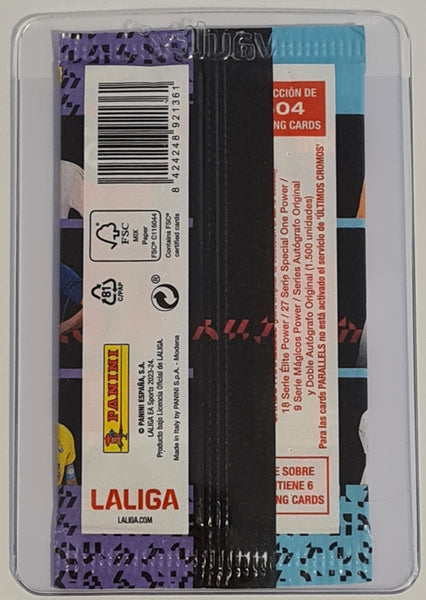 8 424248 921361
FSC
MIX
Paper
FSC® C115044
Contains FSC®
certified cards
81
C/PAP
PANINI
© PANINI ESPAÑA, S.A.
LALIGA EA Sports 2023-24.
Producto bajo Licencia Oficial de LALIGA.
Made in Italy by PANINI S.p.A. - Modena
LALIGA
LALIGA.COM
CCIÓN DE
04
NG CARDS
18 Serie Élite Power / 27 Serie Special One Power /
9 Serie Mágicos Power / Series Autógrafo Original
y Doble Autógrafo Original (1.500 unidades)
Para las cards PARALLELS no está activado el servicio de 'ÚLTIMOS CROMOS'
E SOBRE
TIENE 6
NG CARDS